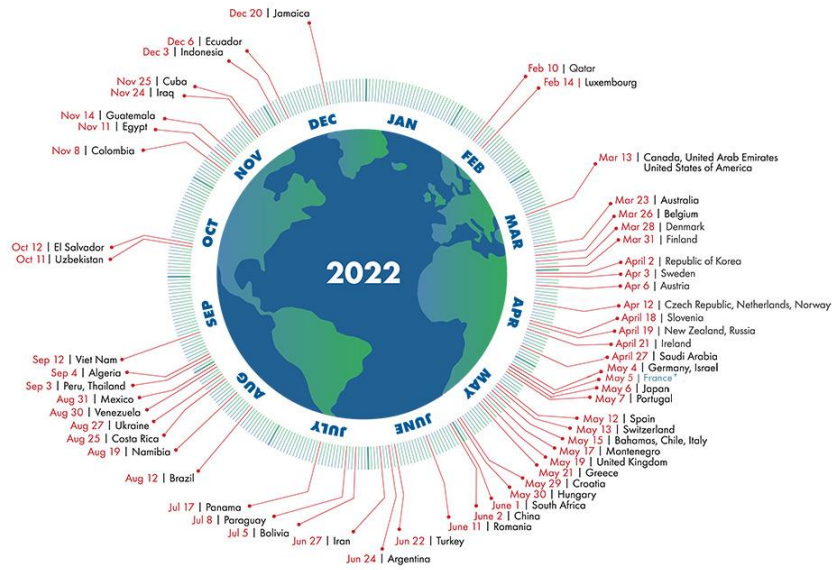 JAN
FEB
MAR
APR
MAY
JUNE
JULY
AUG
SEP
OCT
NOV
DEC
2022
Feb 10 | Qatar
Feb 14 | Luxembourg
Mar 13 | Canada, United Arab Emirates
United States of America
Mar 23 | Australia
Mar 26 | Belgium
Mar 28 | Denmark
Mar 31 | Finland
April 2 | Republic of Korea
Apr 3 | Sweden
Apr 6 | Austria
Apr 12 | Czech Republic, Netherlands, Norway
April 18 | Slovenia
April 19 | New Zealand, Russia
April 21 | Ireland
April 27 | Saudi Arabia
May 4 | Germany, Israel
May 5 | France*
May 6 | Japan
May 7 | Portugal
May 12 | Spain
May 13 | Switzerland
May 15 | Bahamas, Chile, Italy
May 17 | Montenegro
May 19 | United Kingdom
May 21 | Greece
May 29 | Croatia
May 30 | Hungary
June 1 | South Africa
June 2 | China
June 11 | Romania
Jun 22 | Turkey
Jun 24 | Argentina
Jun 27 | Iran
Jul 5 | Bolivia
Jul 8 | Paraguay
Jul 17 | Panama
Aug 12 | Brazil
Aug 19 | Namibia
Aug 25 | Costa Rica
Aug 27 | Ukraine
Aug 30 | Venezuela
Aug 31 | Mexico
Sep 3 | Peru, Thailand
Sep 4 | Algeria
Sep 12 | Viet Nam
Oct 11 | Uzbekistan
Oct 12 | El Salvador
Nov 8 | Colombia
Nov 11 | Egypt
Nov 14 | Guatemala
Nov 24 | Iraq
Nov 25 | Cuba
Dec 3 | Indonesia
Dec 6 | Ecuador
Dec 20 | Jamaica